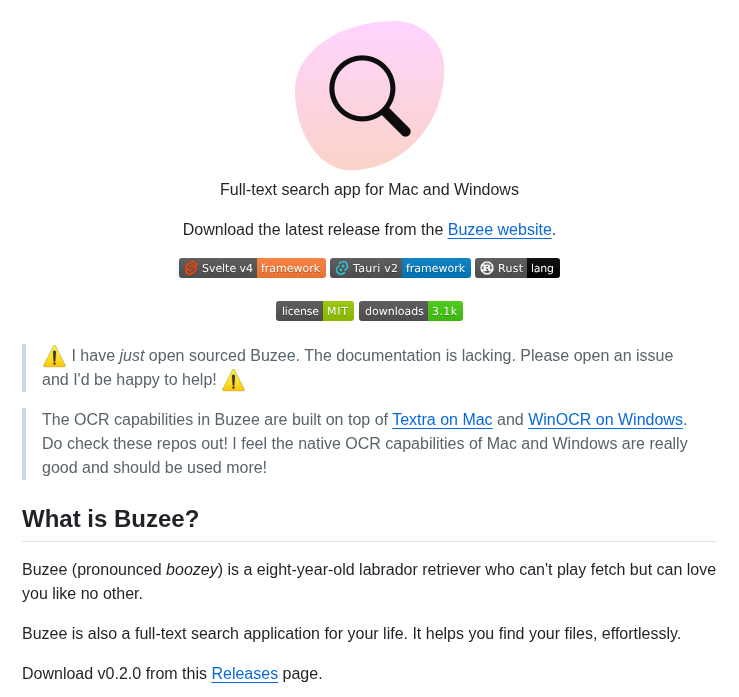 Full-text search app for Mac and Windows
Download the latest release from the Buzee website.
Svelte v4 framework Tauri v2 framework Rust lang
license MIT downloads 3.1k
⚠️ I have just open sourced Buzee. The documentation is lacking. Please open an issue
and I'd be happy to help! ⚠️
The OCR capabilities in Buzee are built on top of Textra on Mac and WinOCR on Windows.
Do check these repos out! I feel the native OCR capabilities of Mac and Windows are really
good and should be used more!
What is Buzee?
Buzee (pronounced boozey) is a eight-year-old labrador retriever who can't play fetch but can love
you like no other.
Buzee is also a full-text search application for your life. It helps you find your files, effortlessly.
Download v0.2.0 from this Releases page.